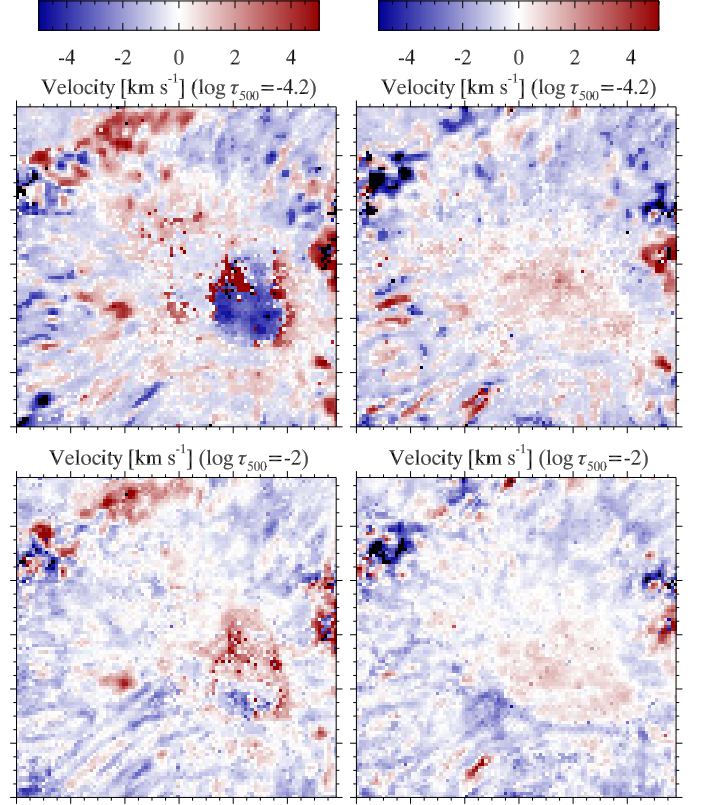 -4 -2 0 2 4 -4 -2 0 2 4
Velocity [km s⁻¹] (log τ₅₀₀=-4.2) Velocity [km s⁻¹] (log τ₅₀₀=-4.2)
Velocity [km s⁻¹] (log τ₅₀₀=-2) Velocity [km s⁻¹] (log τ₅₀₀=-2)